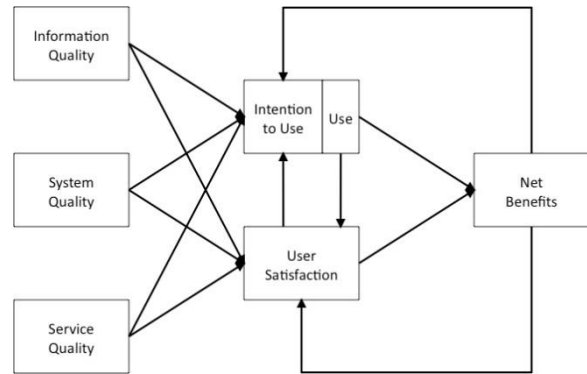 Information
Quality
System
Quality
Service
Quality
Intention
to Use
Use
User
Satisfaction
Net
Benefits